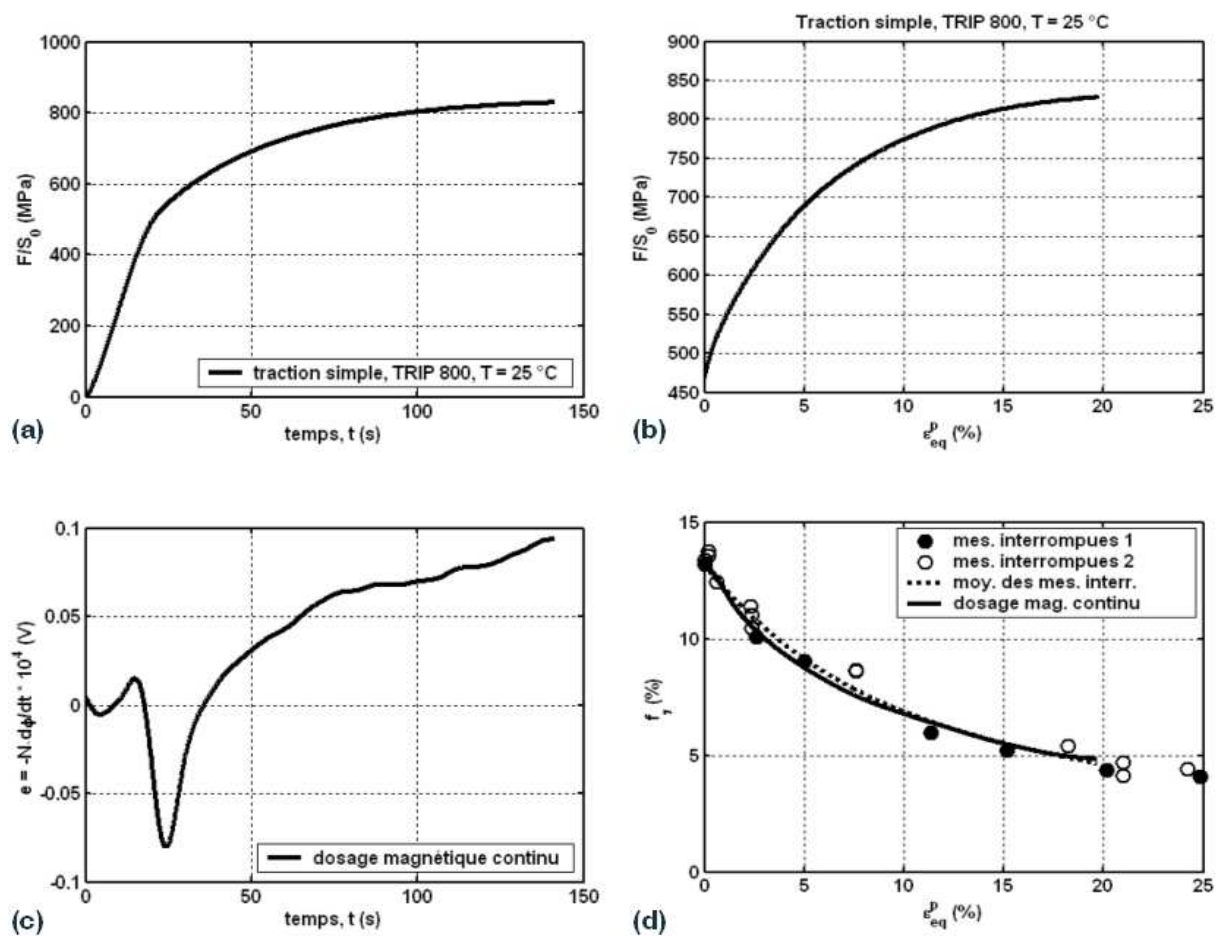 1000
800
600
400
200
0
F/S0 (MPa)
traction simple, TRIP 800, T = 25 °C
0 50 100 150
temps, t (s)
(a)
Traction simple, TRIP 800, T = 25 °C
900
850
800
750
700
650
600
550
500
450
F/S0 (MPa)
0 5 10 15 20 25
εpeq (%)
(b)
0.1
0.05
0
-0.05
-0.1
e = -N.dϕ/dt * 10^4 (V)
dosage magnétique continu
0 50 100 150
temps, t (s)
(c)
15
10
5
0
mes. interrompues 1
mes. interrompues 2
moy. des mes. interr.
dosage mag. continu
0 5 10 15 20 25
εpeq (%)
(d)